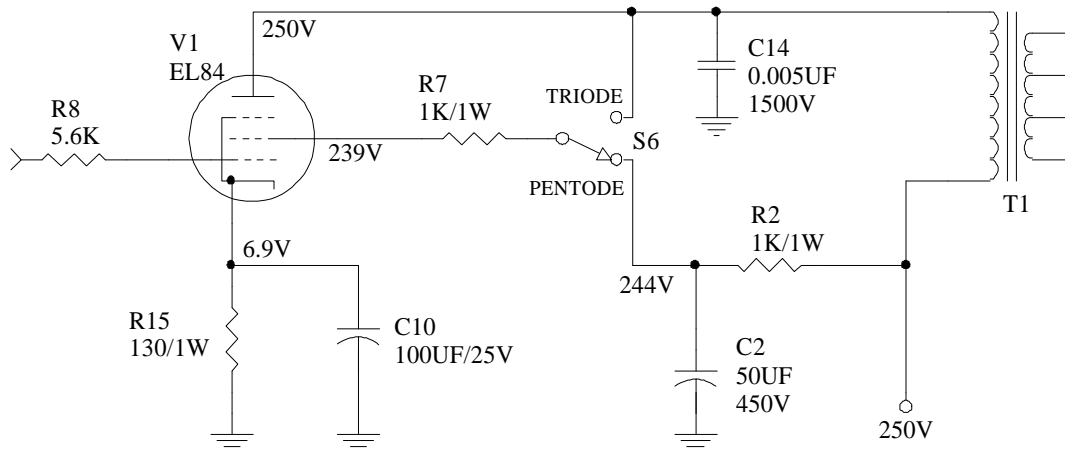 250V
V1
EL84
R8
5.6K
R7
1K/1W
239V
TRIODE
S6
PENTODE
C14
0.005UF
1500V
T1
R2
1K/1W
6.9V
244V
R15
130/1W
C10
100UF/25V
C2
50UF
450V
250V